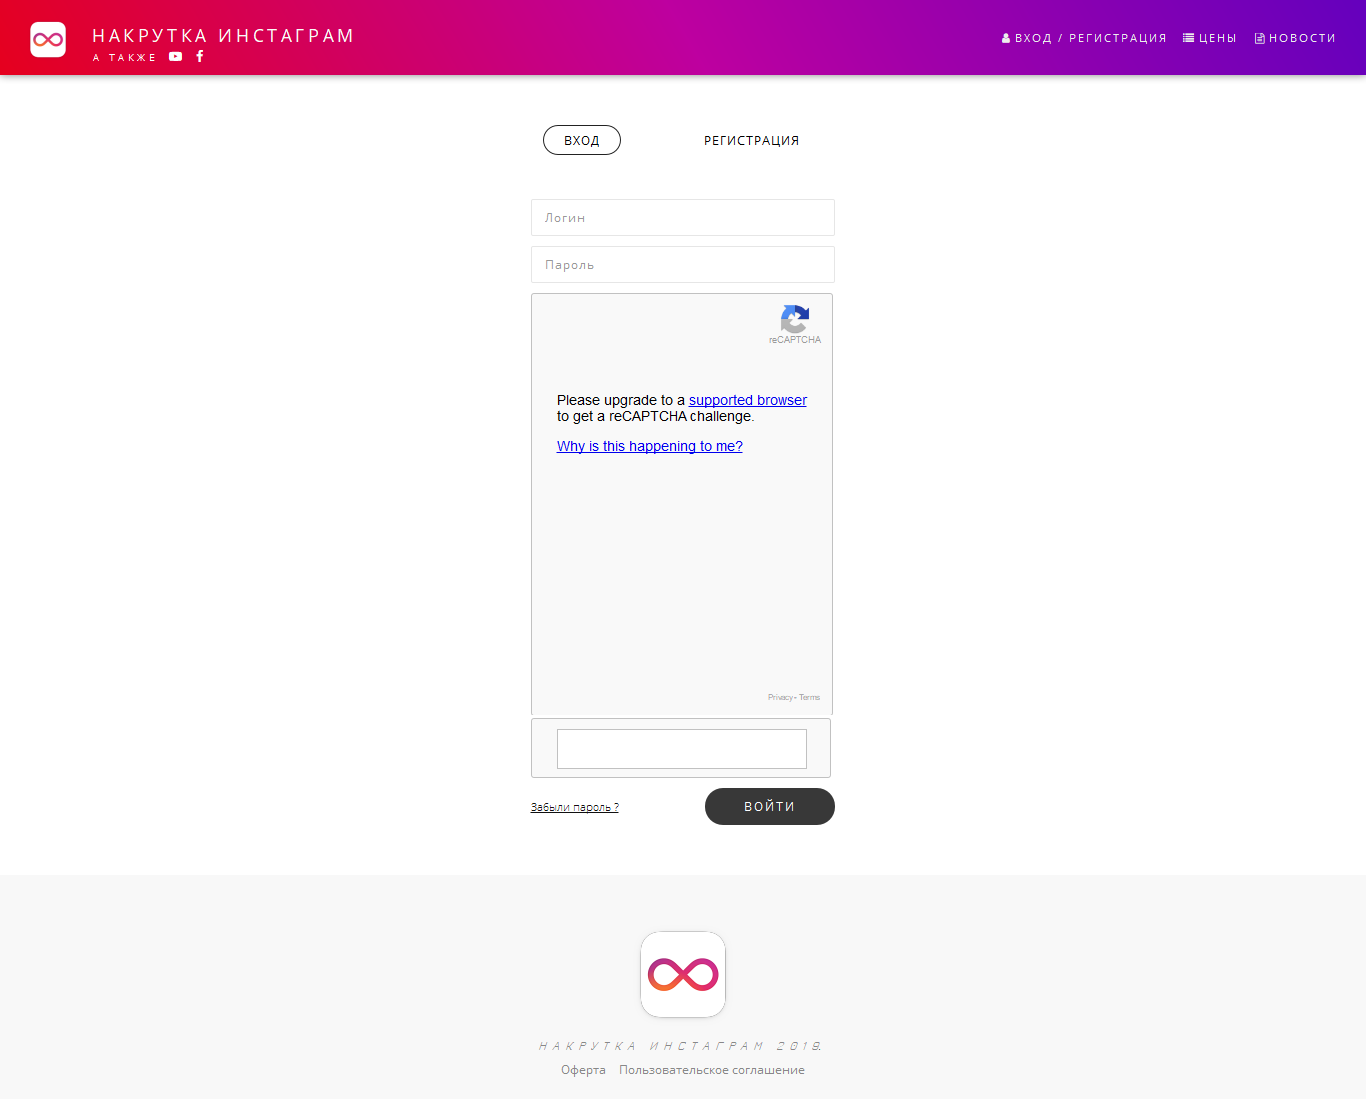 НАКРУТКА ИНСТАГРАМ
А ТАКЖЕ
ВХОД / РЕГИСТРАЦИЯ ЦЕНЫ НОВОСТИ
ВХОД РЕГИСТРАЦИЯ
Логин
Пароль
reCAPTCHA
Please upgrade to a supported browser
to get a reCAPTCHA challenge.
Why is this happening to me?
Privacy - Terms
Забыли пароль ?
ВОЙТИ
НАКРУТКА ИНСТАГРАМ 2018.
Оферта Пользовательское соглашение